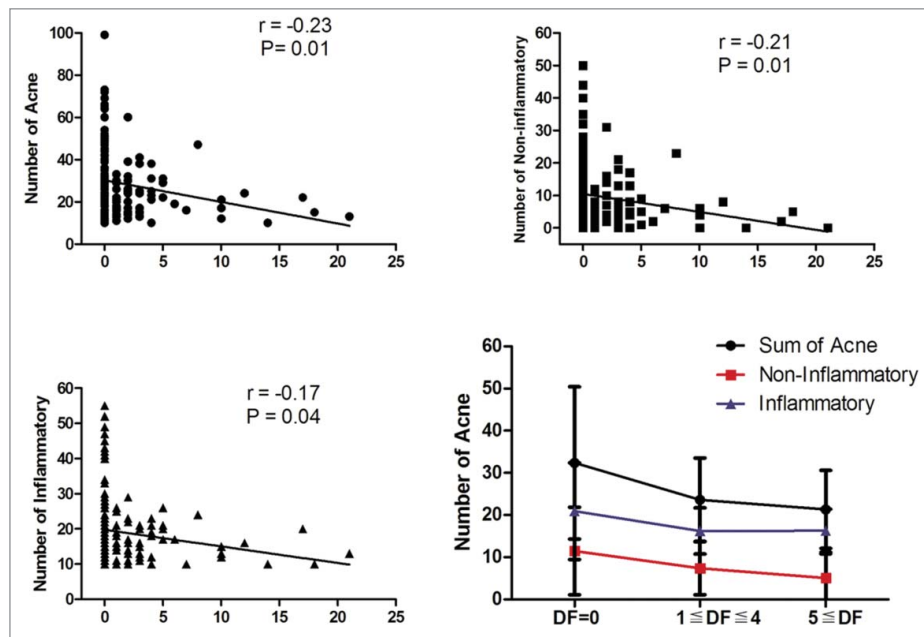 r = -0.23
P= 0.01
Number of Acne
100
80
60
40
20
0
0 5 10 15 20 25
r = -0.21
P = 0.01
Number of Non-inflammatory
60
50
40
30
20
10
0
0 5 10 15 20 25
r = -0.17
P = 0.04
Number of Inflammatory
60
50
40
30
20
10
0
0 5 10 15 20 25
Sum of Acne
Non-Inflammatory
Inflammatory
Number of Acne
60
50
40
30
20
10
0
DF=0 1≦DF≦4 5≦DF